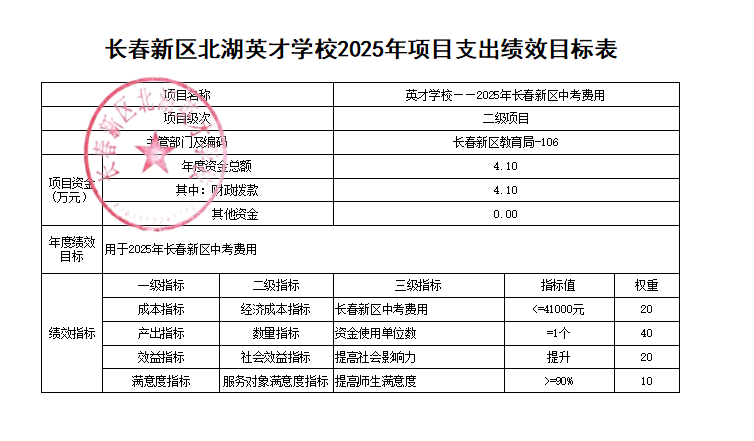 长春新区北湖英才学校2025年项目支出绩效目标表
项目名称 英才学校——2025年长春新区中考费用
项目级次 二级项目
主管部门及编码 长春新区教育局-106
项目资金（万元） 年度资金总额 4.10
其中：财政拨款 4.10
其他资金 0.00
年度绩效目标 用于2025年长春新区中考费用
绩效指标 一级指标 二级指标 三级指标 指标值 权重
成本指标 经济成本指标 长春新区中考费用 <=41000元 20
产出指标 数量指标 资金使用单位数 =1个 40
效益指标 社会效益指标 提高社会影响力 提升 20
满意度指标 服务对象满意度指标 提高师生满意度 >=90% 10
长春新区北湖英才学校